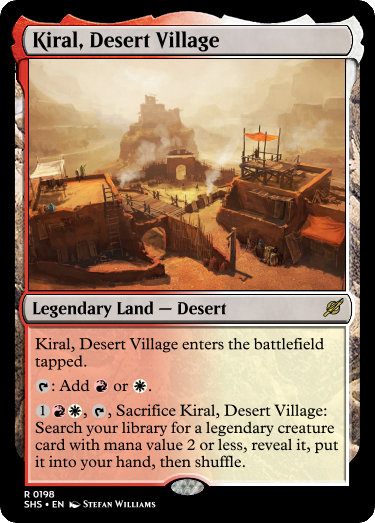 Kiral, Desert Village
Legendary Land — Desert
Kiral, Desert Village enters the battlefield
tapped.
: Add or .
1 , , Sacrifice Kiral, Desert Village:
Search your library for a legendary creature
card with mana value 2 or less, reveal it, put
it into your hand, then shuffle.
R 0198
SHS • EN Stefan Williams